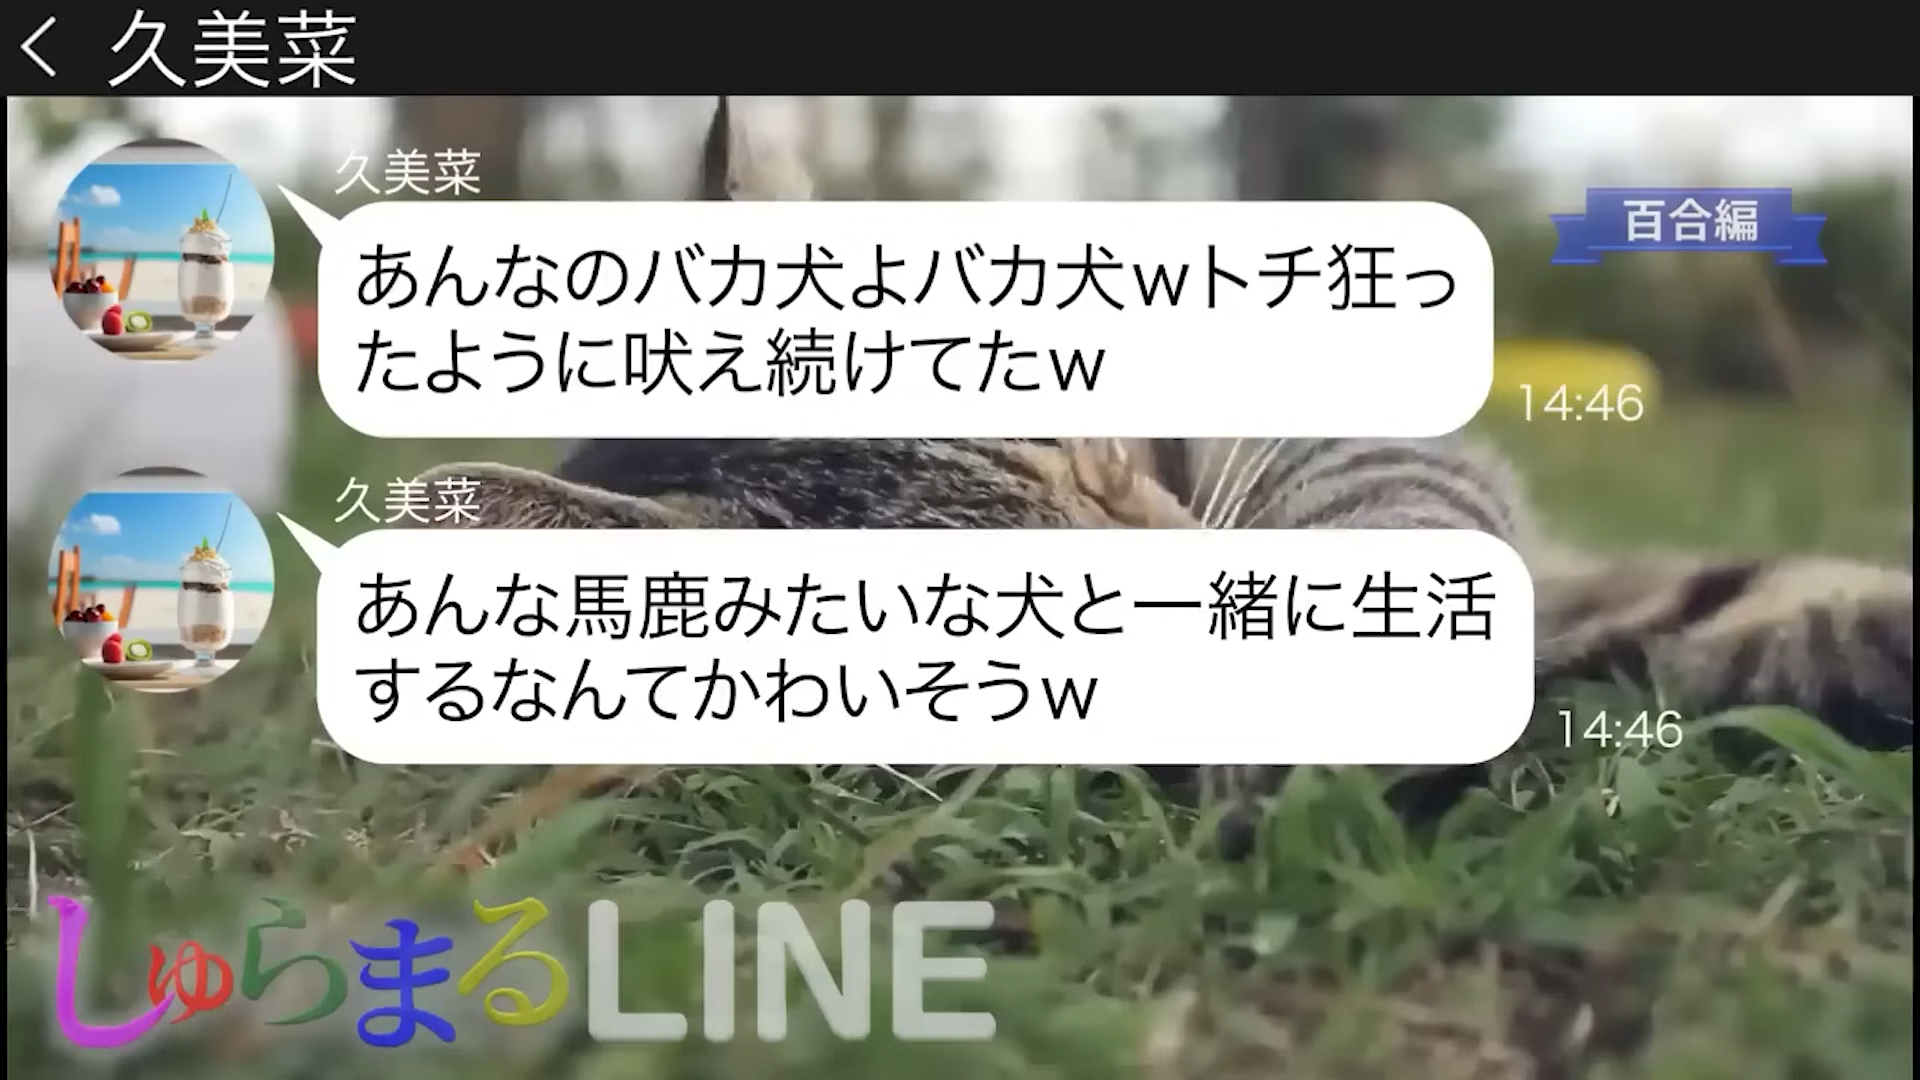 久美菜
久美菜
百合編
あんなのバカ犬よバカ犬wトチ狂っ
たように吠え続けてたw
14:46
久美菜
あんな馬鹿みたいな犬と一緒に生活
するなんてかわいそうw
14:46
しゅらまるLINE